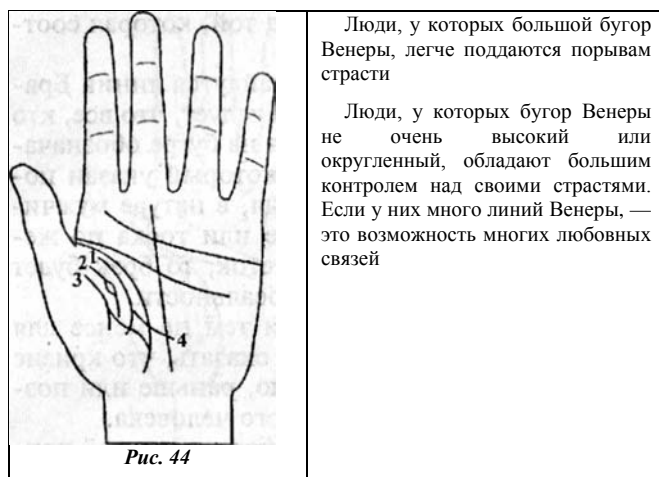 1
2
3
4
Рис. 44
Люди, у которых большой бугор
Венеры, легче поддаются порывам
страсти
Люди, у которых бугор Венеры
не очень высокий или
округленный, обладают большим
контролем над своими страстями.
Если у них много линий Венеры, —
это возможность многих любовных
связей